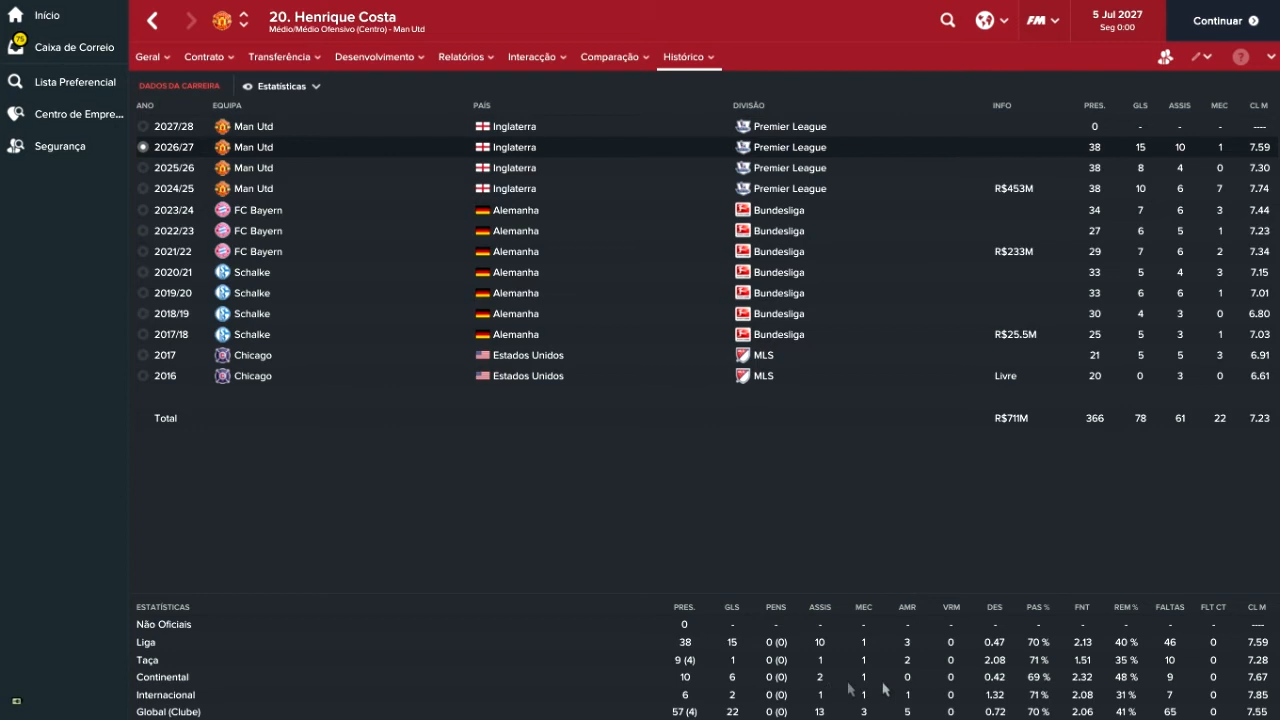 Início
75
Caixa de Correio
Lista Preferencial
Centro de Empre...
Segurança
20. Henrique Costa
Médio/Médio Ofensivo (Centro) - Man Utd
FM
5 Jul 2027
Seg 0:00
Continuar
Geral Contrato Transferência Desenvolvimento Relatórios Interacção Comparação Histórico
?
DADOS DA CARREIRA Estatísticas
ANO EQUIPA PAÍS DIVISÃO INFO PRES. GLS ASSIS MEC CL M
2027/28 Man Utd Inglaterra Premier League 0 - - - ----
2026/27 Man Utd Inglaterra Premier League 38 15 10 1 7.59
2025/26 Man Utd Inglaterra Premier League 38 8 4 0 7.30
2024/25 Man Utd Inglaterra Premier League R$453M 38 10 6 7 7.74
2023/24 FC Bayern Alemanha Bundesliga 34 7 6 3 7.44
2022/23 FC Bayern Alemanha Bundesliga 27 6 5 1 7.23
2021/22 FC Bayern Alemanha Bundesliga R$233M 29 7 6 2 7.34
2020/21 Schalke Alemanha Bundesliga 33 5 4 3 7.15
2019/20 Schalke Alemanha Bundesliga 33 6 6 1 7.01
2018/19 Schalke Alemanha Bundesliga 30 4 3 0 6.80
2017/18 Schalke Alemanha Bundesliga R$25.5M 25 5 3 1 7.03
2017 Chicago Estados Unidos MLS 21 5 5 3 6.91
2016 Chicago Estados Unidos MLS Livre 20 0 3 0 6.61
Total R$711M 366 78 61 22 7.23
ESTATÍSTICAS PRES. GLS PENS ASSIS MEC AMR VRM DES PAS % FNT REM % FALTAS FLT CT CL M
Não Oficiais 0 - - - - - - - - - - - - ----
Liga 38 15 0 (0) 10 1 3 0 0.47 70 % 2.13 40 % 46 0 7.59
Taça 9 (4) 1 0 (0) 1 1 2 0 2.08 71 % 1.51 35 % 10 0 7.28
Continental 10 6 0 (0) 2 1 0 0 0.42 69 % 2.32 48 % 9 0 7.67
Internacional 6 2 0 (0) 1 1 1 0 1.32 71 % 2.08 31 % 7 0 7.85
Global (Clube) 57 (4) 22 0 (0) 13 3 5 0 0.72 70 % 2.06 41 % 65 0 7.55